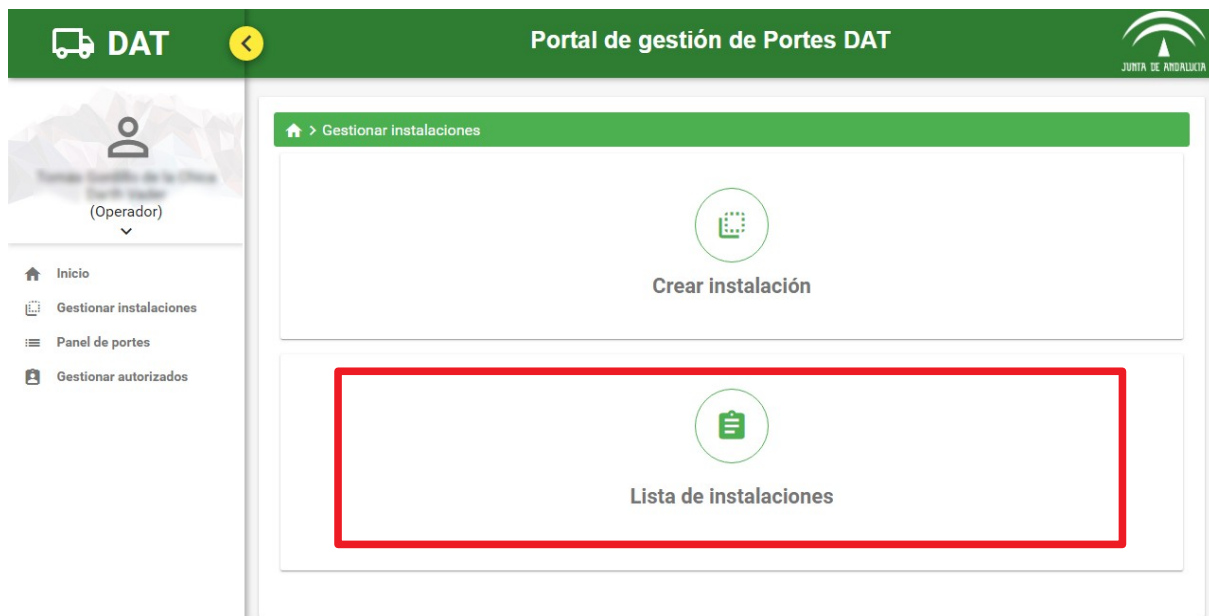 DAT
Portal de gestión de Portes DAT
JUNTA DE ANDALUCIA
> Gestionar instalaciones
(Operador)
Inicio
Gestionar instalaciones
Panel de portes
Gestionar autorizados
Crear instalación
Lista de instalaciones